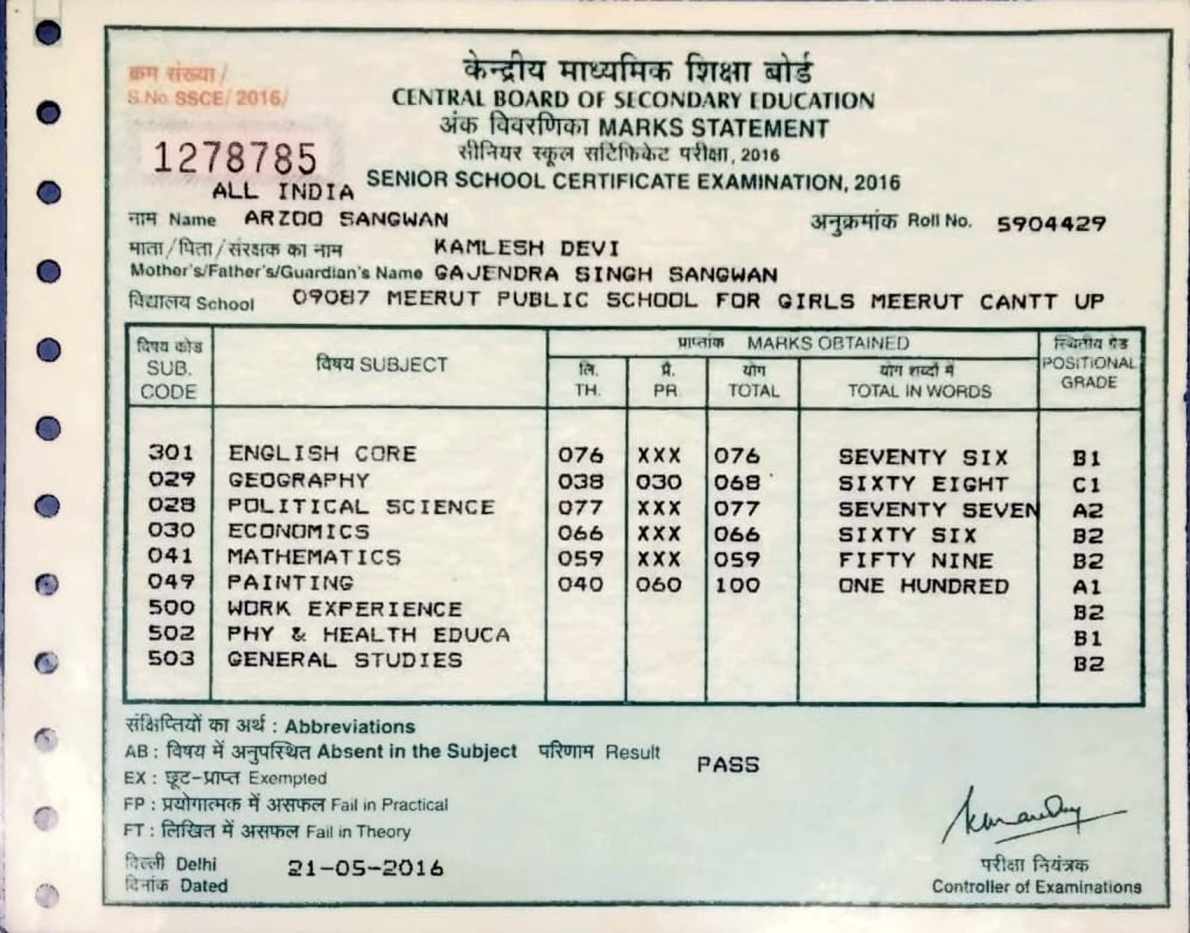 क्रम संख्या /
S.No. SSCE/ 2016/
1278785
केन्द्रीय माध्यमिक शिक्षा बोर्ड
CENTRAL BOARD OF SECONDARY EDUCATION
अंक विवरणिका MARKS STATEMENT
सीनियर स्कूल सर्टिफिकेट परीक्षा, 2016
SENIOR SCHOOL CERTIFICATE EXAMINATION, 2016
ALL INDIA
नाम Name ARZOO SANGWAN अनुक्रमांक Roll No. 5904429
माता/पिता/संरक्षक का नाम KAMLESH DEVI
Mother's/Father's/Guardian's Name GAJENDRA SINGH SANGWAN
विद्यालय School 09087 MEERUT PUBLIC SCHOOL FOR GIRLS MEERUT CANTT UP
विषय कोड SUB. CODE विषय SUBJECT प्राप्तांक MARKS OBTAINED स्थितीय ग्रेड POSITIONAL GRADE
लि. TH. प्रै. PR योग TOTAL योग शब्दों में TOTAL IN WORDS
301 ENGLISH CORE 076 XXX 076 SEVENTY SIX B1
029 GEOGRAPHY 038 030 068 SIXTY EIGHT C1
028 POLITICAL SCIENCE 077 XXX 077 SEVENTY SEVEN A2
030 ECONOMICS 066 XXX 066 SIXTY SIX B2
041 MATHEMATICS 059 XXX 059 FIFTY NINE B2
049 PAINTING 040 060 100 ONE HUNDRED A1
500 WORK EXPERIENCE B2
502 PHY & HEALTH EDUCA B1
503 GENERAL STUDIES B2
संक्षिप्तियों का अर्थ : Abbreviations
AB : विषय में अनुपस्थित Absent in the Subject परिणाम Result PASS
EX : छूट-प्राप्त Exempted
FP : प्रयोगात्मक में असफल Fail in Practical
FT : लिखित में असफल Fail in Theory
दिल्ली Delhi
दिनांक Dated 21-05-2016
परीक्षा नियंत्रक
Controller of Examinations